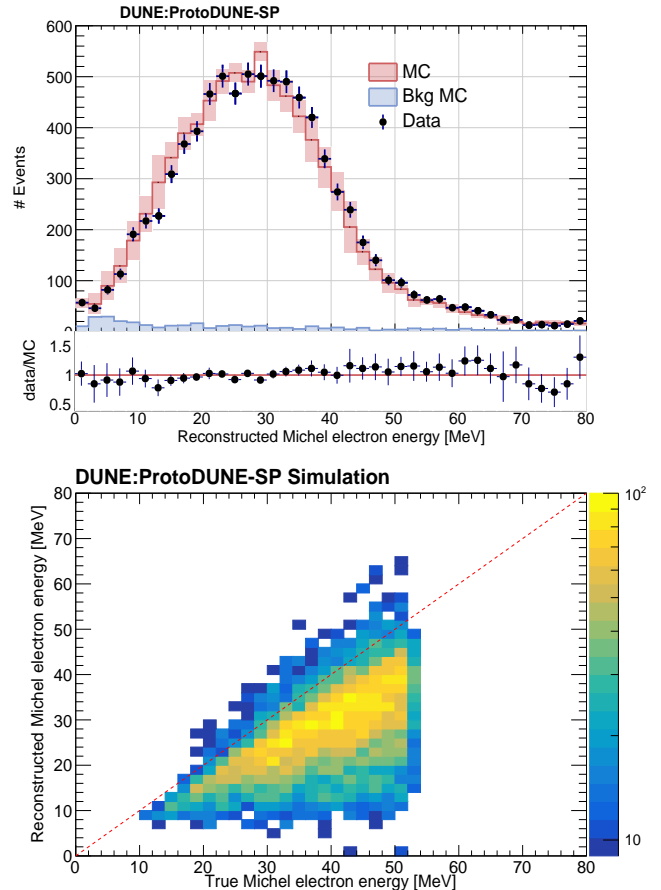 DUNE:ProtoDUNE-SP
600
500
400
300
200
100
0
# Events
MC
Bkg MC
Data
1.5
1.0
0.5
data/MC
0 10 20 30 40 50 60 70 80
Reconstructed Michel electron energy [MeV]
DUNE:ProtoDUNE-SP Simulation
80
70
60
50
40
30
20
10
0
Reconstructed Michel electron energy [MeV]
0 10 20 30 40 50 60 70 80
True Michel electron energy [MeV]
10²
10